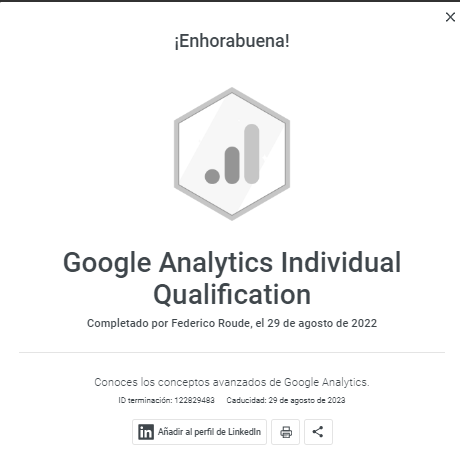 ¡Enhorabuena!
Google Analytics Individual
Qualification
Completado por Federico Roude, el 29 de agosto de 2022
Conoces los conceptos avanzados de Google Analytics.
ID terminación: 122829483 Caducidad: 29 de agosto de 2023
in Añadir al perfil de LinkedIn